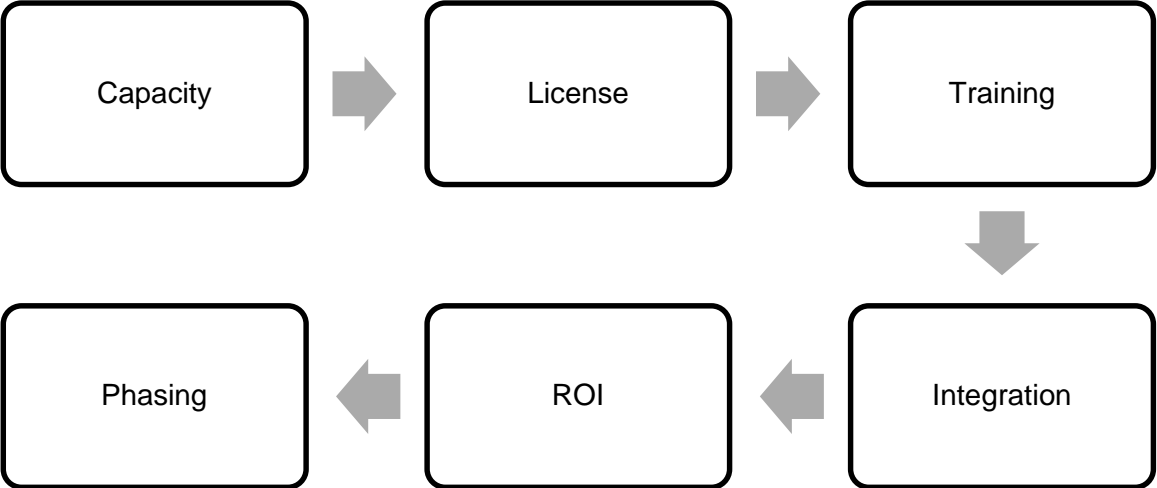 Capacity
License
Training
Integration
ROI
Phasing